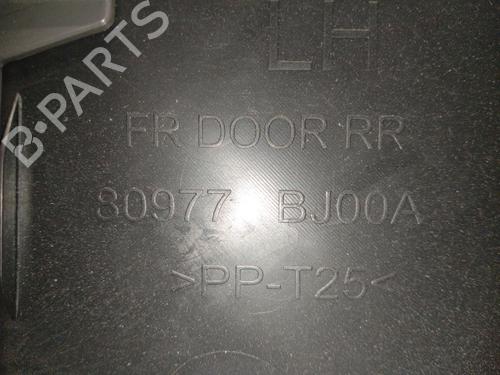 LH
FR DOOR RR
80977 BJ00A
>PP-T25<
B-PARTS